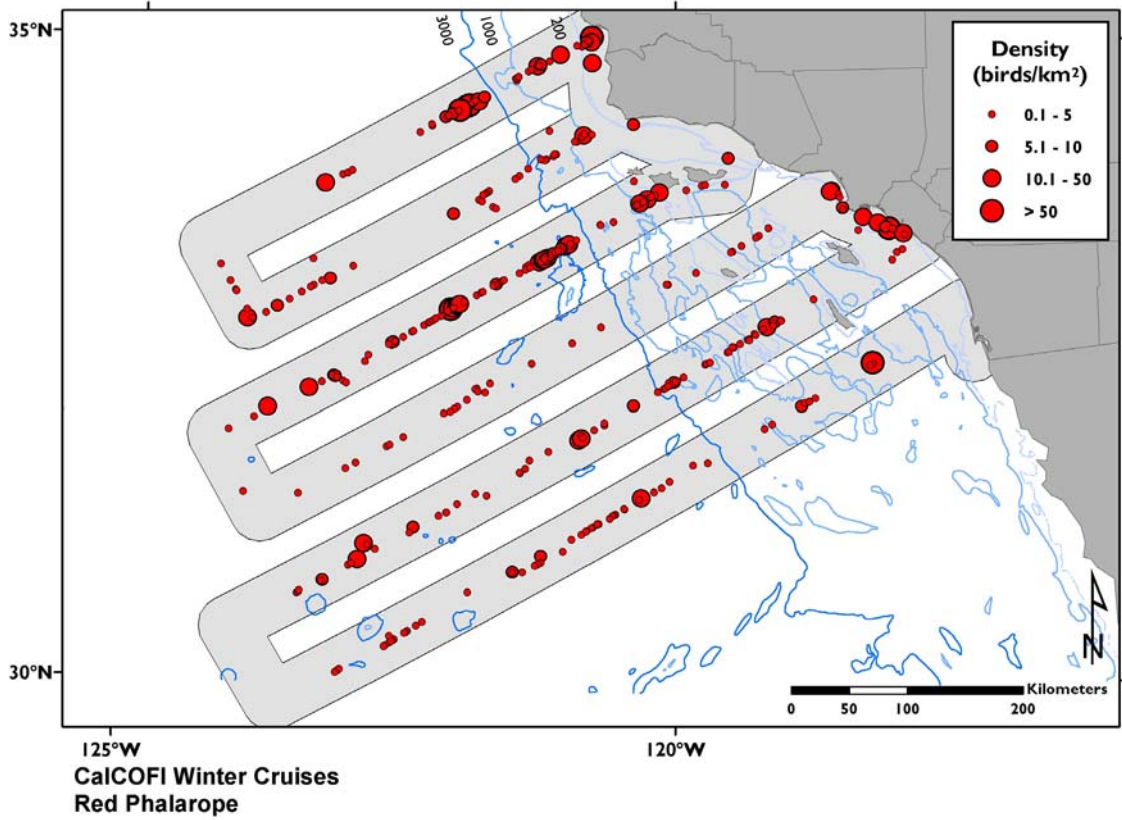 35°N
3000
1000
200
Density
(birds/km²)
0.1 - 5
5.1 - 10
10.1 - 50
> 50
N
Kilometers
0 50 100 200
30°N
125°W 120°W
CalCOFI Winter Cruises
Red Phalarope